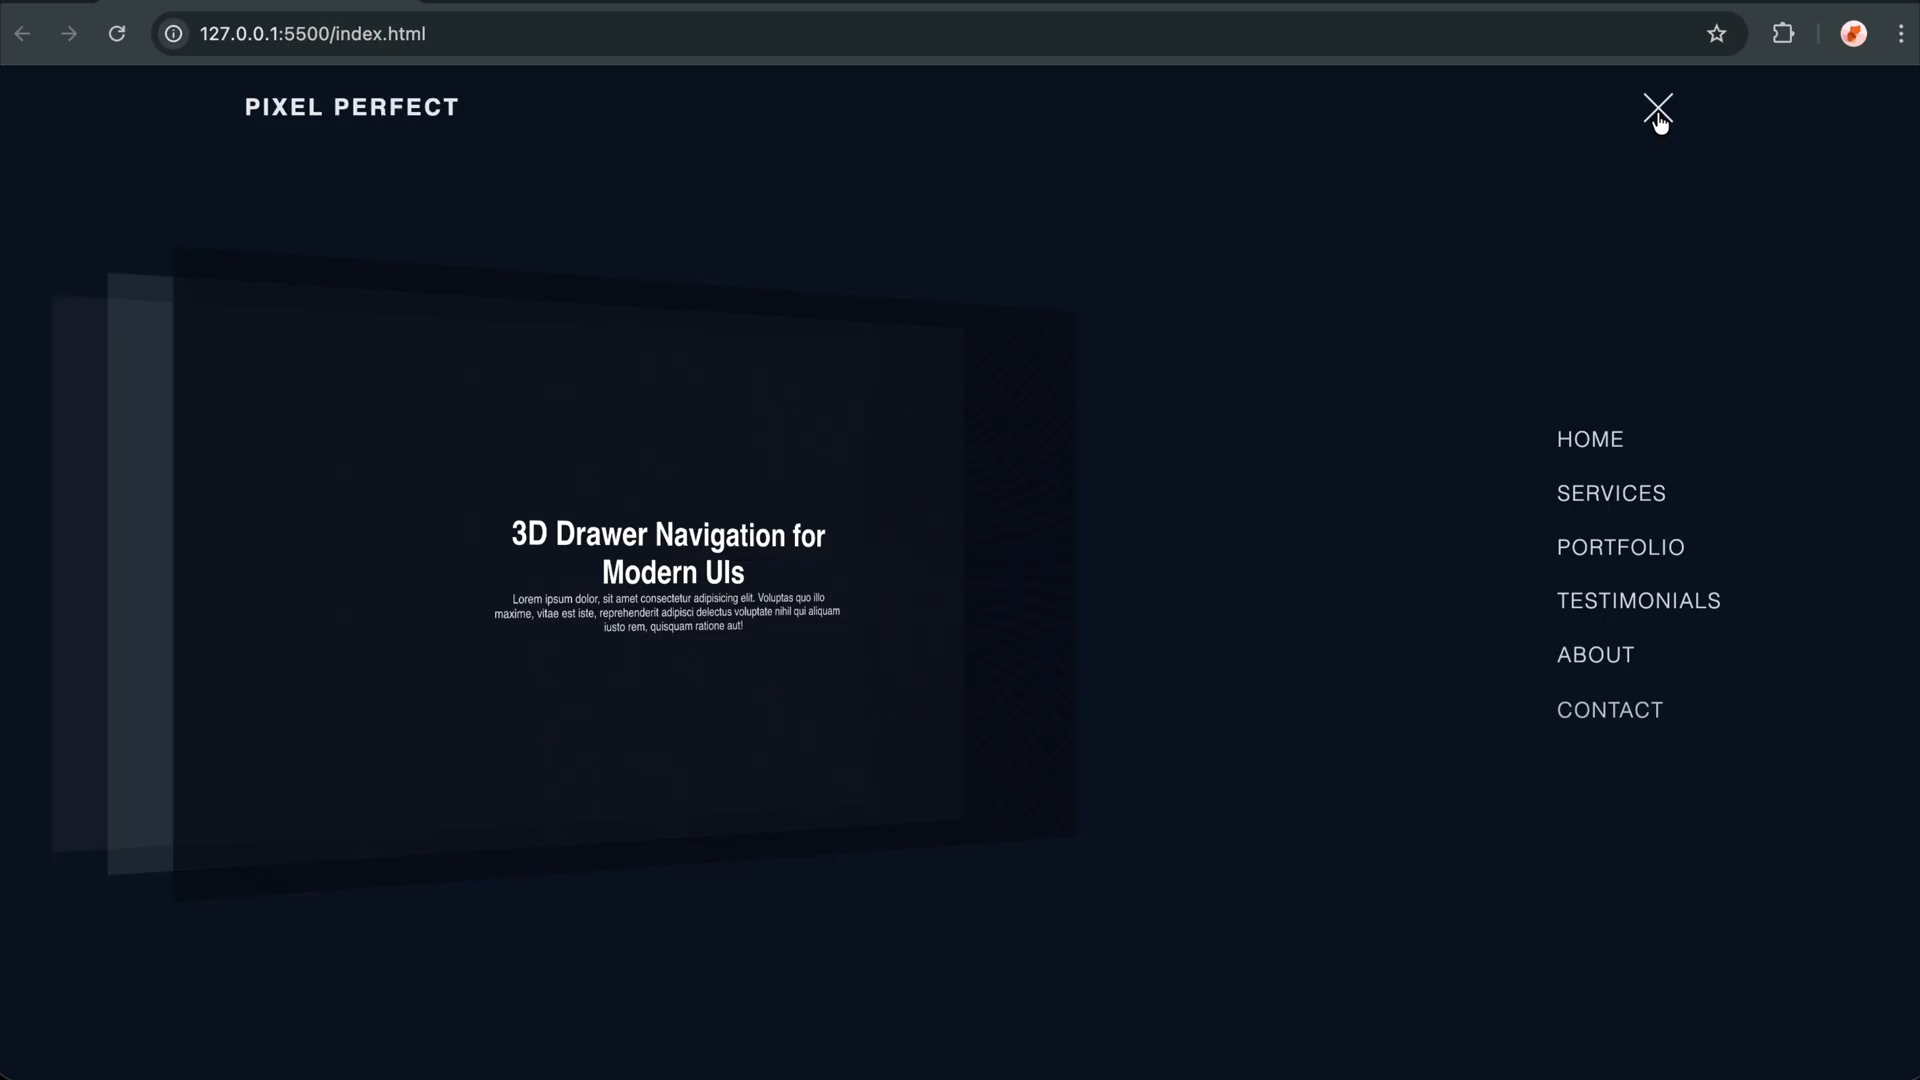 127.0.0.1:5500/index.html
PIXEL PERFECT
3D Drawer Navigation for
Modern UIs
Lorem ipsum dolor, sit amet consectetur adipisicing elit. Voluptas quo illo
maxime, vitae est iste, reprehenderit adipisci delectus voluptate nihil qui aliquam
iusto rem, quisquam ratione aut!
HOME
SERVICES
PORTFOLIO
TESTIMONIALS
ABOUT
CONTACT